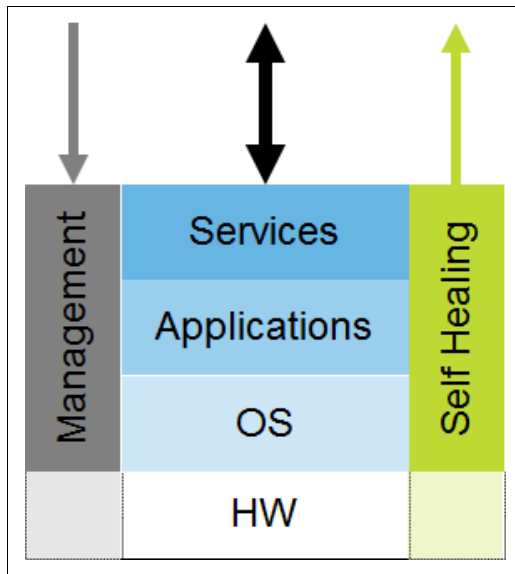 Management
Services
Applications
OS
HW
Self Healing